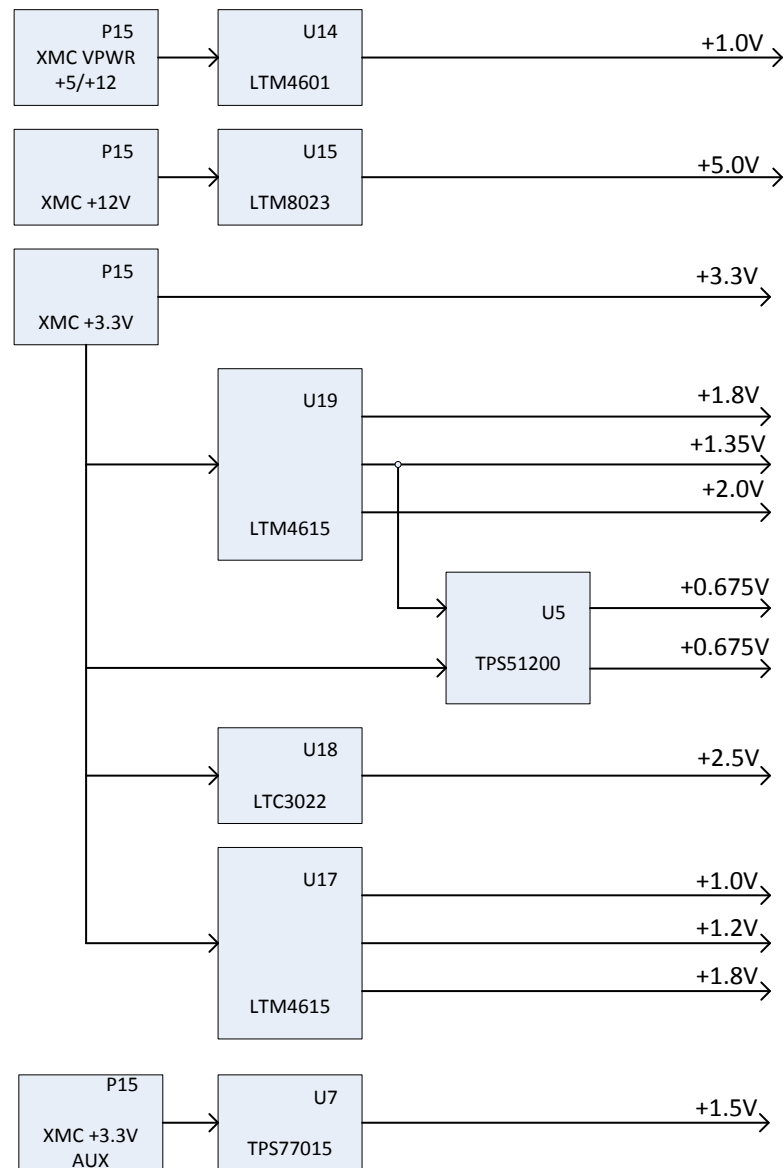 P15
XMC VPWR
+5/+12
U14
LTM4601
+1.0V
P15
XMC +12V
U15
LTM8023
+5.0V
P15
XMC +3.3V
+3.3V
U19
LTM4615
+1.8V
+1.35V
+2.0V
U5
TPS51200
+0.675V
+0.675V
U18
LTC3022
+2.5V
U17
LTM4615
+1.0V
+1.2V
+1.8V
P15
XMC +3.3V
AUX
U7
TPS77015
+1.5V